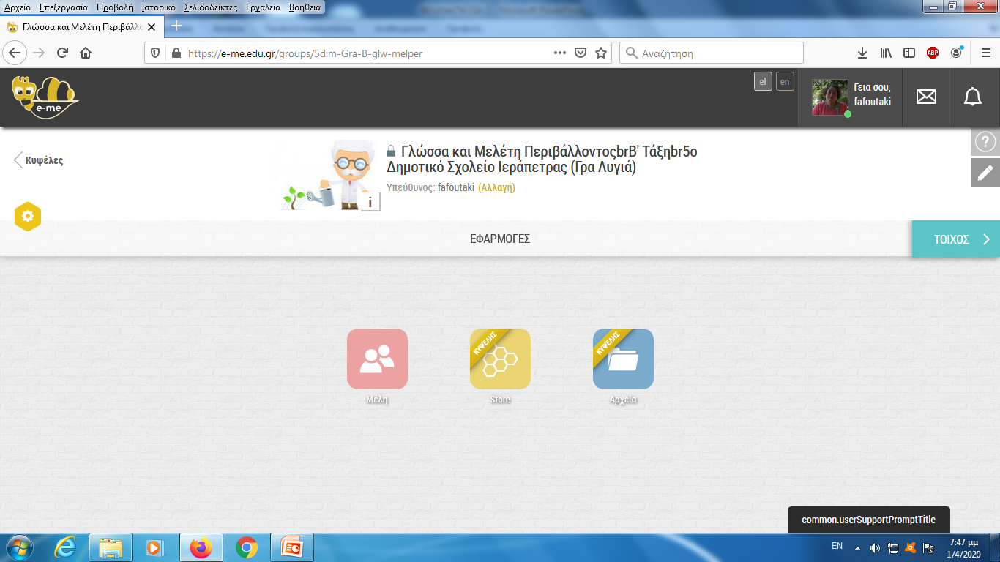 Αρχείο Επεξεργασία Προβολή Ιστορικό Σελιδοδείκτες Εργαλεία Βοήθεια
Γλώσσα και Μελέτη Περιβάλλο
https://e-me.edu.gr/groups/5dim-Gra-B-glw-melper
Αναζήτηση
ABP
e-me
el en
Γεια σου,
fafoutaki
Κυψέλες
Γλώσσα και Μελέτη ΠεριβάλλοντοςbrΒ' Τάξηbr5ο
Δημοτικό Σχολείο Ιεράπετρας (Γρα Λυγιά)
Υπεύθυνος: fafoutaki (Αλλαγή)
i
?
ΕΦΑΡΜΟΓΕΣ
ΤΟΙΧΟΣ
ΚΥΨΕΛΗΣ
ΚΥΨΕΛΗΣ
Μέλη
Store
Αρχεία
common.userSupportPromptTitle
EN
7:47 μμ
1/4/2020